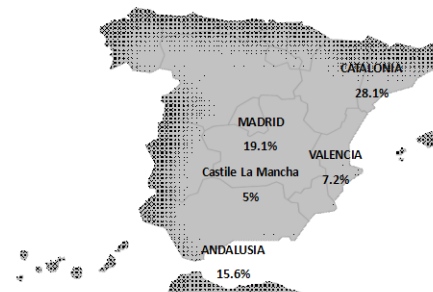 CATALONIA
28.1%
MADRID
19.1%
VALENCIA
7.2%
Castile La Mancha
5%
ANDALUSIA
15.6%